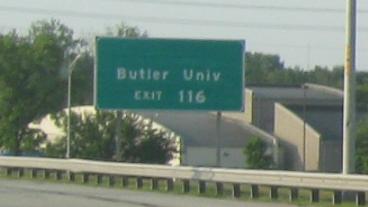 Butler Univ
EXIT 116